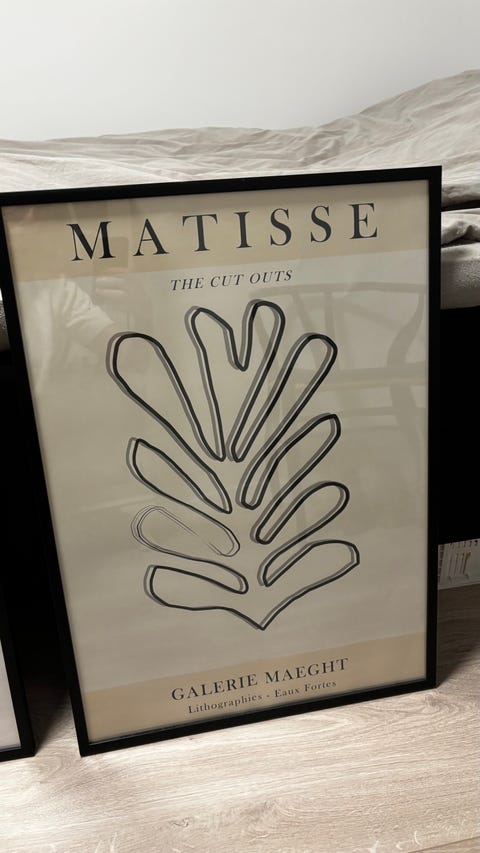 MATISSE
THE CUT OUTS
GALERIE MAEGHT
Lithographies - Eaux Fortes